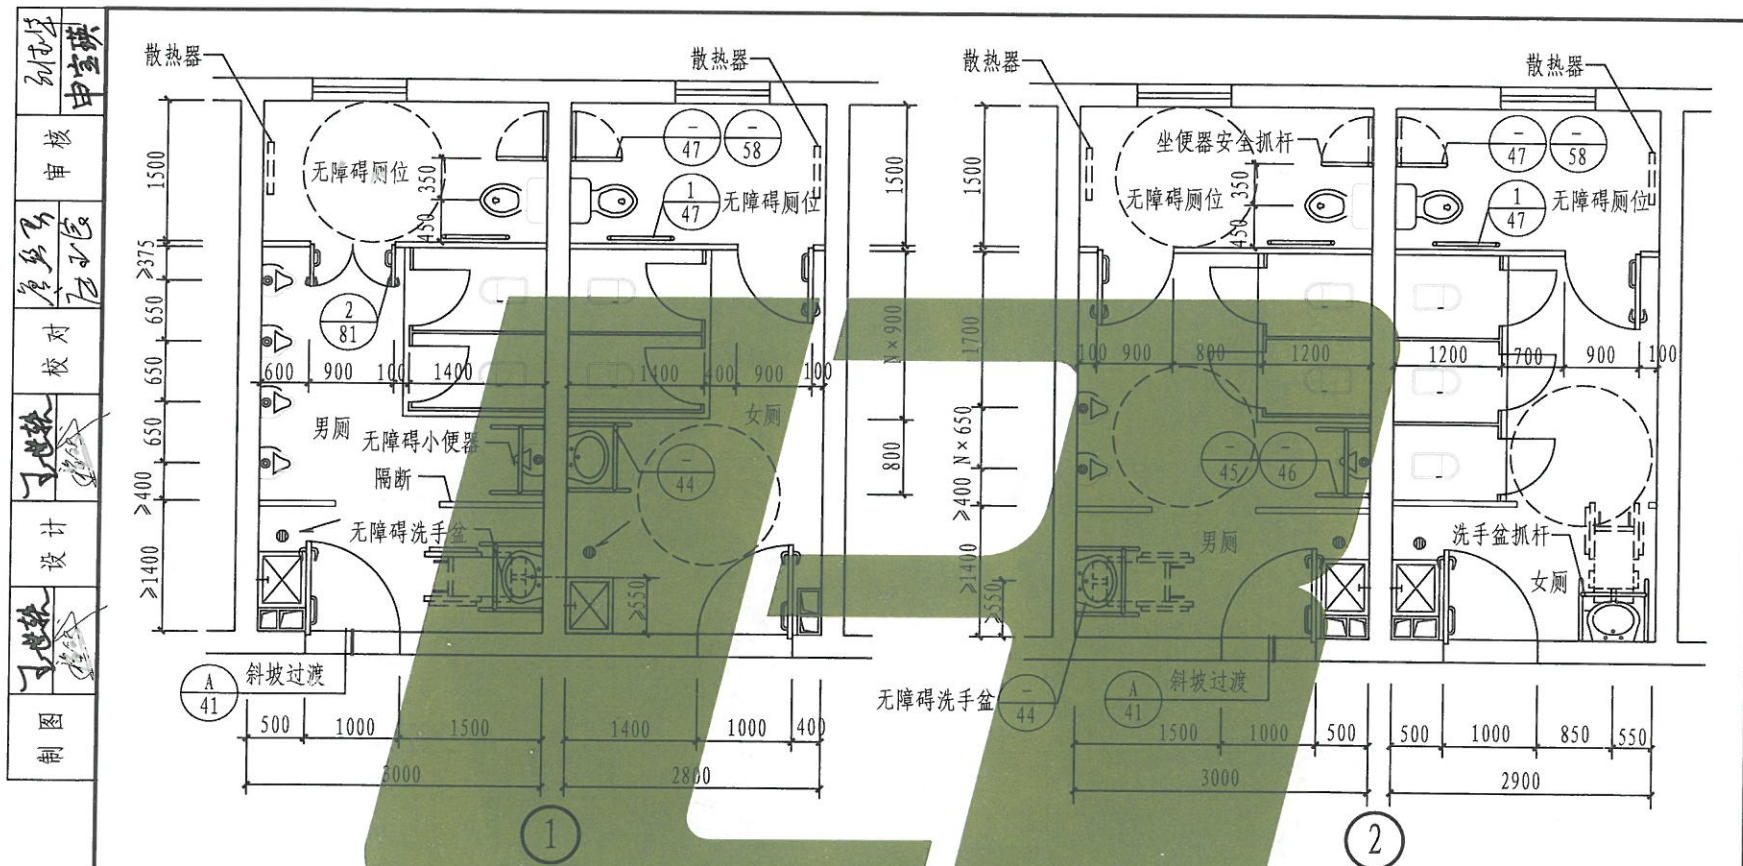 审核
校对
设计
制图
申宝瑛
散热器
散热器
散热器
散热器
无障碍厕位
350
450
1500
—
47
—
58
1
47
无障碍厕位
1500
1500
坐便器安全抓杆
无障碍厕位
350
450
—
47
—
58
1
47
无障碍厕位
≥375
650
650
650
≥400
≥1400
2
81
600
900
100
1400
1400
400
900
100
男厕
女厕
无障碍小便器
隔断
—
44
无障碍洗手盆
≥550
N×900
800
1700
N×650
≥400
≥1400
≥550
100
900
800
1200
1200
700
900
100
—
45
—
46
男厕
洗手盆抓杆
女厕
A
41
斜坡过渡
无障碍洗手盆
—
44
A
41
斜坡过渡
500
1000
1500
1400
1000
400
3000
2800
1500
1000
500
500
1000
850
550
3000
2900
1
2